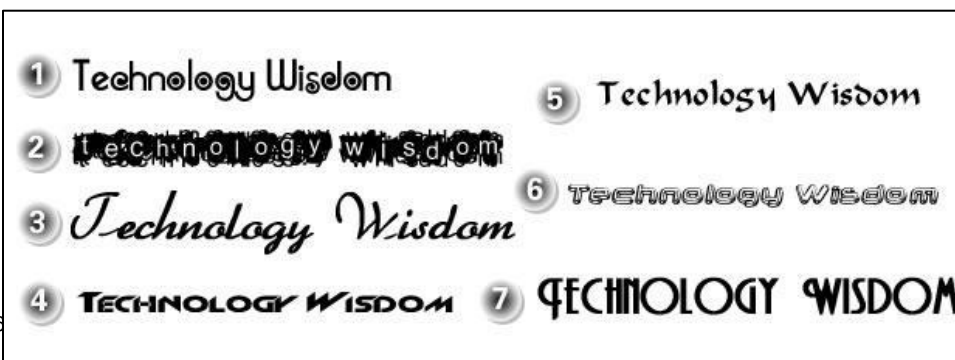 1 Technology Wisdom
2 technology wisdom
3 Technology Wisdom
4 TECHNOLOGY WISDOM
5 Technology Wisdom
6 Technology Wisdom
7 TECHNOLOGY WISDOM